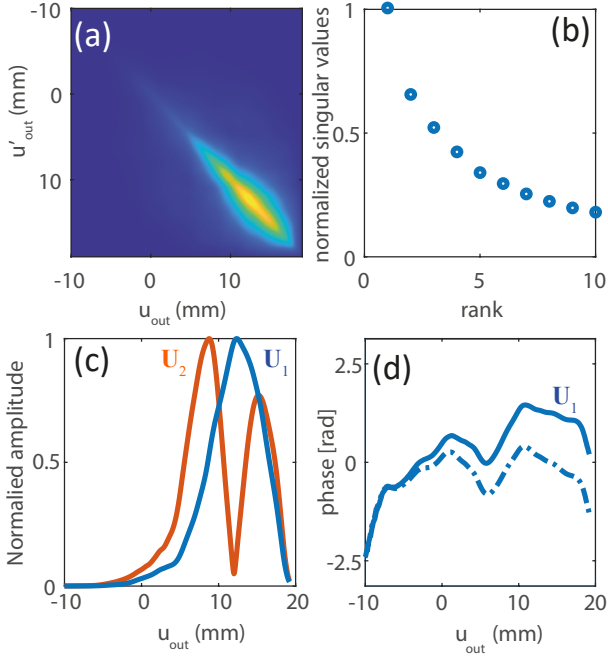 (a)
-10
0
10
u'out (mm)
-10
0
10
uout (mm)
(b)
1
0.5
0
normalized singular values
0
5
10
rank
(c)
U2
U1
1
0.5
0
Normalied amplitude
-10
0
10
20
uout (mm)
(d)
U1
2.5
0
-2.5
phase [rad]
-10
0
10
20
uout (mm)